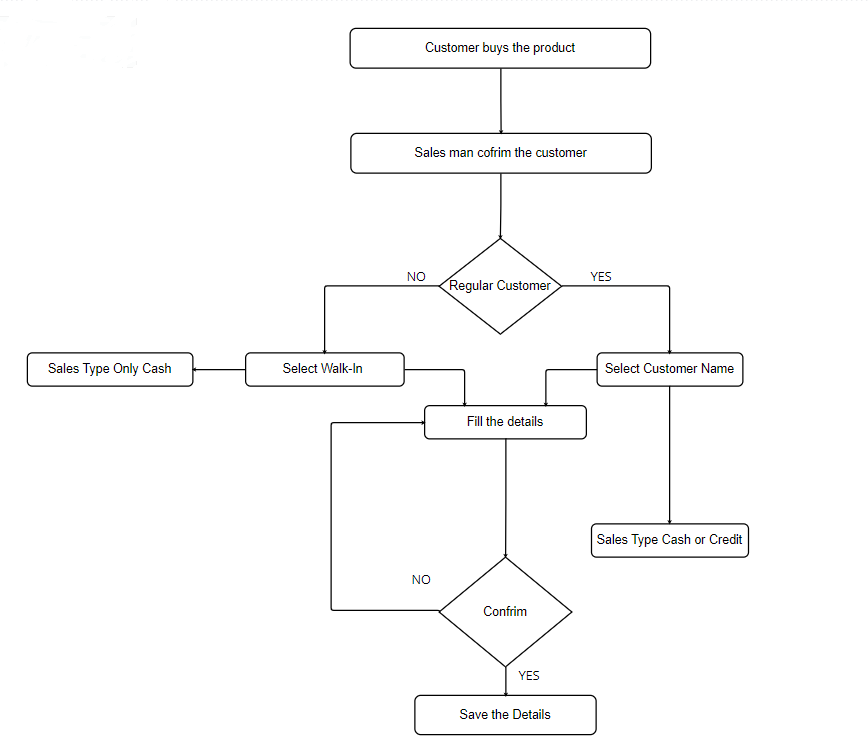 Customer buys the product
Sales man cofrim the customer
NO
YES
Regular Customer
Sales Type Only Cash
Select Walk-In
Select Customer Name
Fill the details
Sales Type Cash or Credit
NO
Confrim
YES
Save the Details